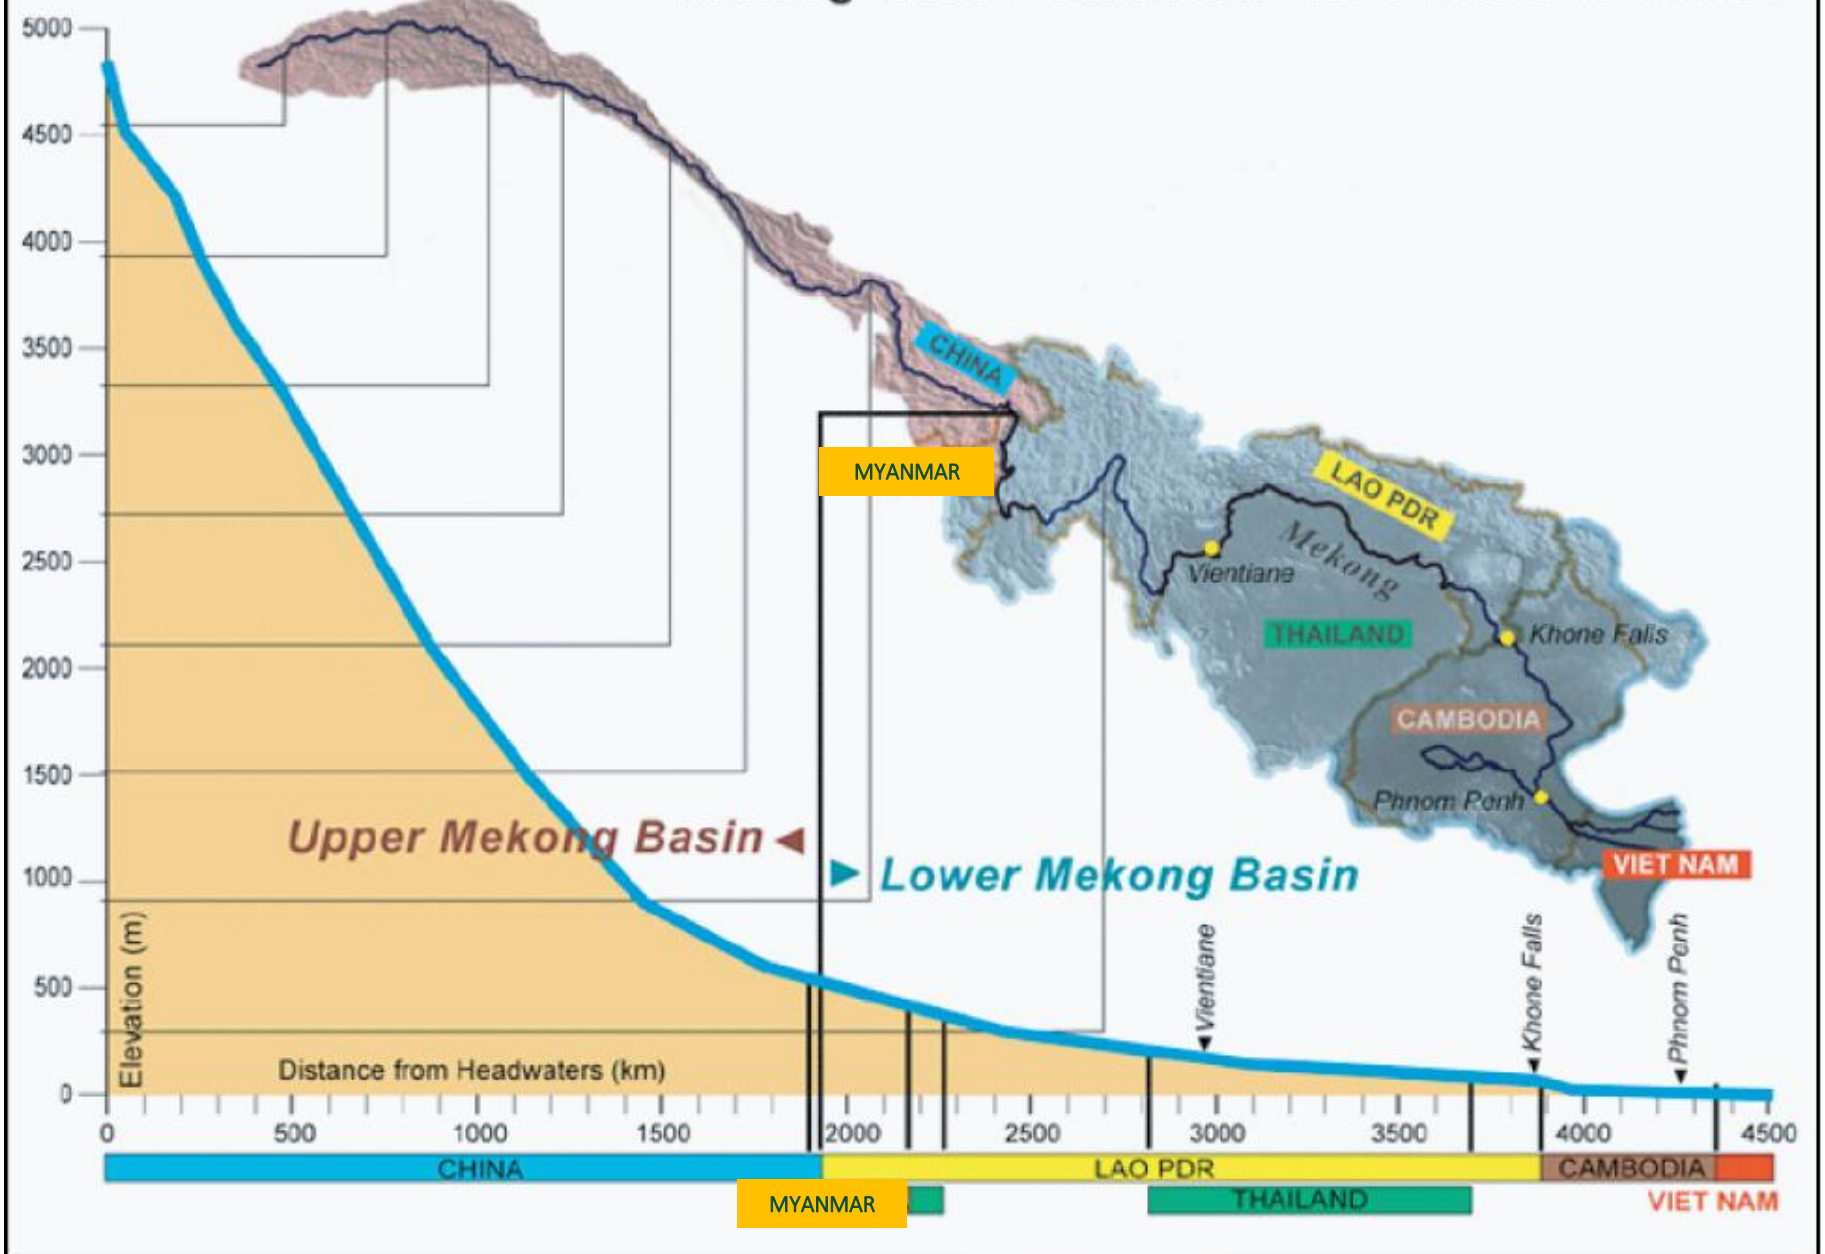 5000
4500
4000
3500
3000
2500
2000
1500
1000
500
0
Elevation (m)
CHINA
MYANMAR
LAO PDR
Mekong
Vientiane
THAILAND
Khone Falls
CAMBODIA
Phnom Penh
VIET NAM
Upper Mekong Basin
Lower Mekong Basin
Vientiane
Khone Falls
Phnom Penh
Distance from Headwaters (km)
0 500 1000 1500 2000 2500 3000 3500 4000 4500
CHINA LAO PDR CAMBODIA
MYANMAR THAILAND VIET NAM